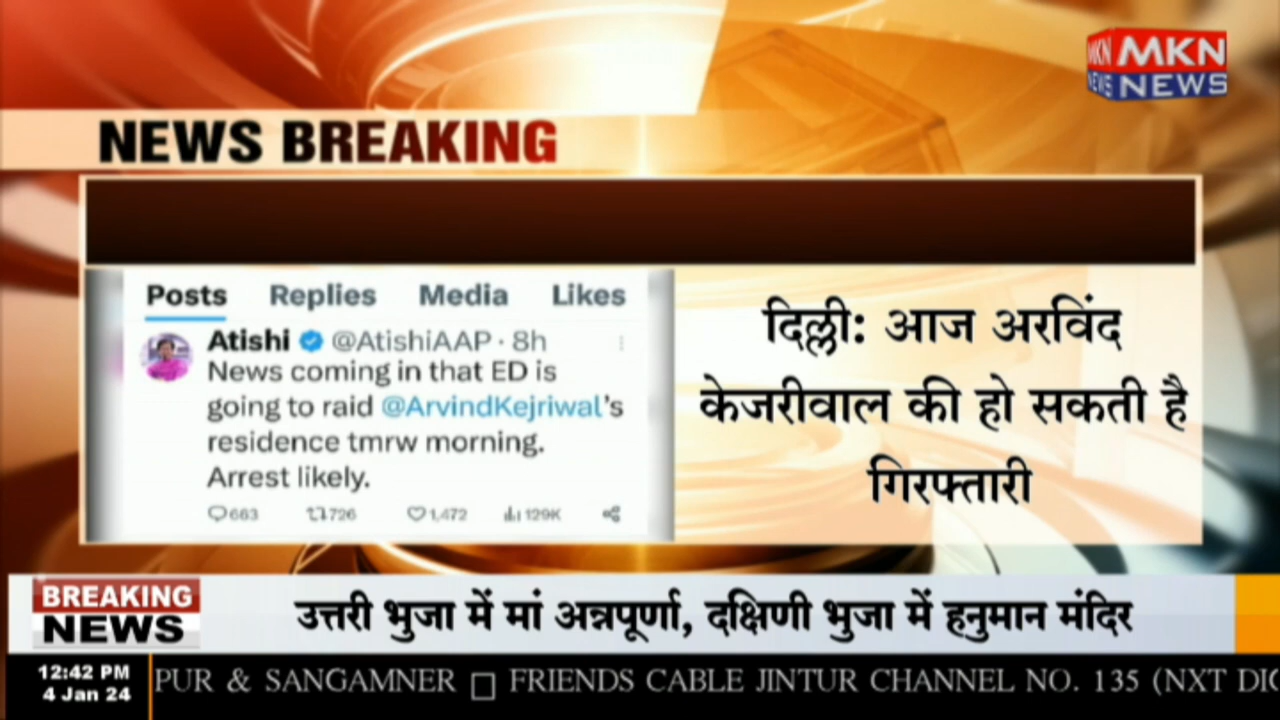 MKN NEWS
MKN NEWS
NEWS BREAKING
Posts Replies Media Likes
Atishi @AtishiAAP · 8h
News coming in that ED is
going to raid @ArvindKejriwal's
residence tmrw morning.
Arrest likely.
663 726 1,472 129K
दिल्ली: आज अरविंद
केजरीवाल की हो सकती है
गिरफ्तारी
BREAKING
NEWS
उत्तरी भुजा में मां अन्नपूर्णा, दक्षिणी भुजा में हनुमान मंदिर
12:42 PM
4 Jan 24
PUR & SANGAMNER □ FRIENDS CABLE JINTUR CHANNEL NO. 135 (NXT DIG